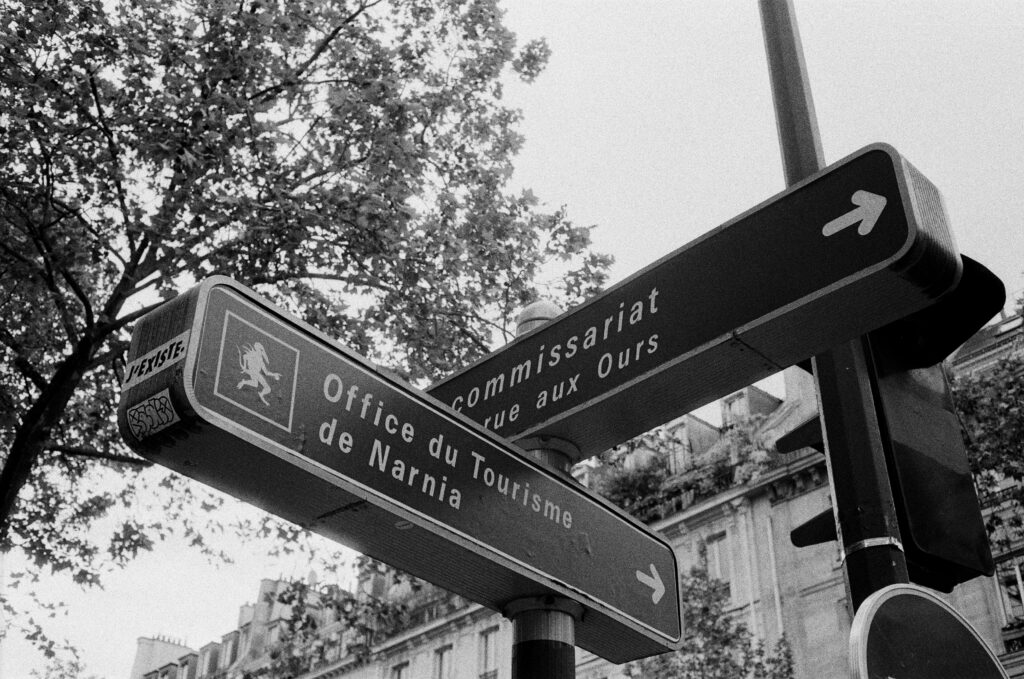 J'EXISTE.
Office du Tourisme
de Narnia
commissariat
rue aux Ours